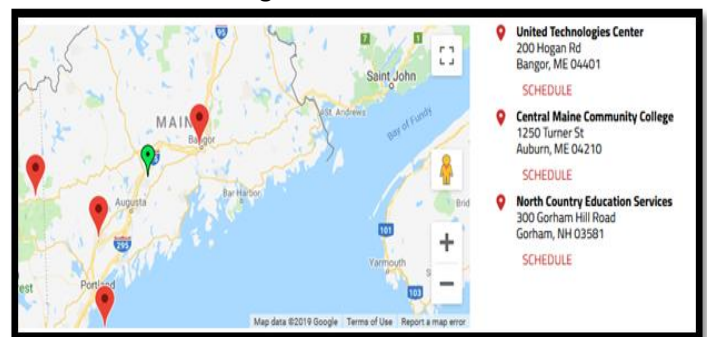 95
7
1
Saint John
St. Andrews
MAINE
Bangor
Bay of Fundy
Augusta
Bar Harbor
295
101
Yarmouth
Portland
103
Map data ©2019 Google Terms of Use Report a map error
United Technologies Center
200 Hogan Rd
Bangor, ME 04401
SCHEDULE
Central Maine Community College
1250 Turner St
Auburn, ME 04210
SCHEDULE
North Country Education Services
300 Gorham Hill Road
Gorham, NH 03581
SCHEDULE